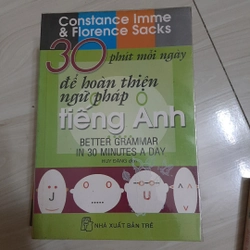 Constance Imme
& Florence Sacks
30 phút mỗi ngày
để hoàn thiện
ngữ pháp
tiếng Anh
BETTER GRAMMAR
IN 30 MINUTES A DAY
NHÀ XUẤT BẢN TRẺ